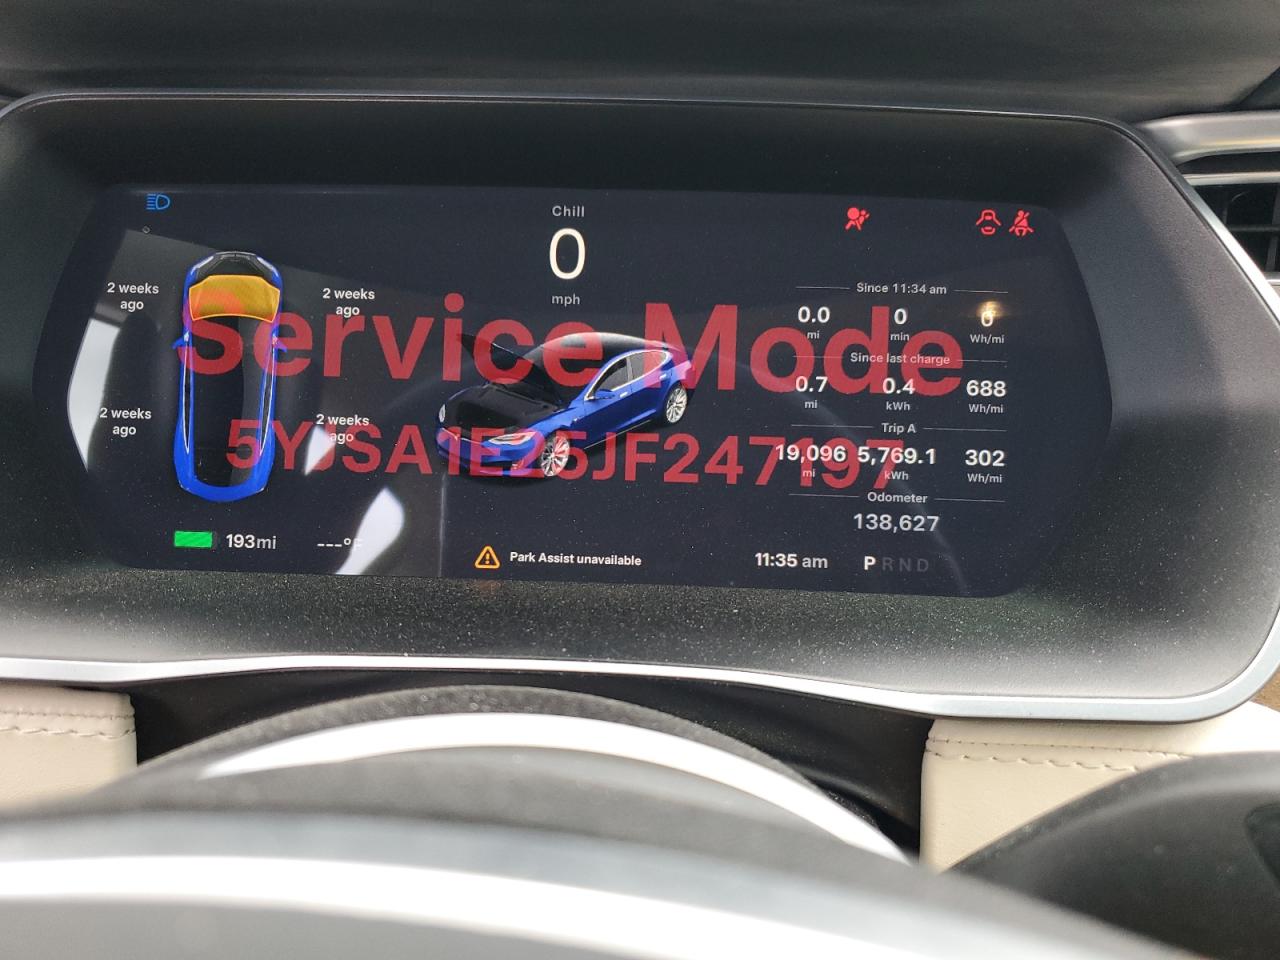 Chill
0
mph
2 weeks
ago
2 weeks
ago
2 weeks
ago
2 weeks
ago
Service Mode
5YJSA1E25JF247197
Since 11:34 am
0.0 0 0
mi min Wh/mi
Since last charge
0.7 0.4 688
mi kWh Wh/mi
Trip A
19,096 5,769.1 302
mi kWh Wh/mi
Odometer
138,627
193mi
---°F
Park Assist unavailable
11:35 am
P R N D